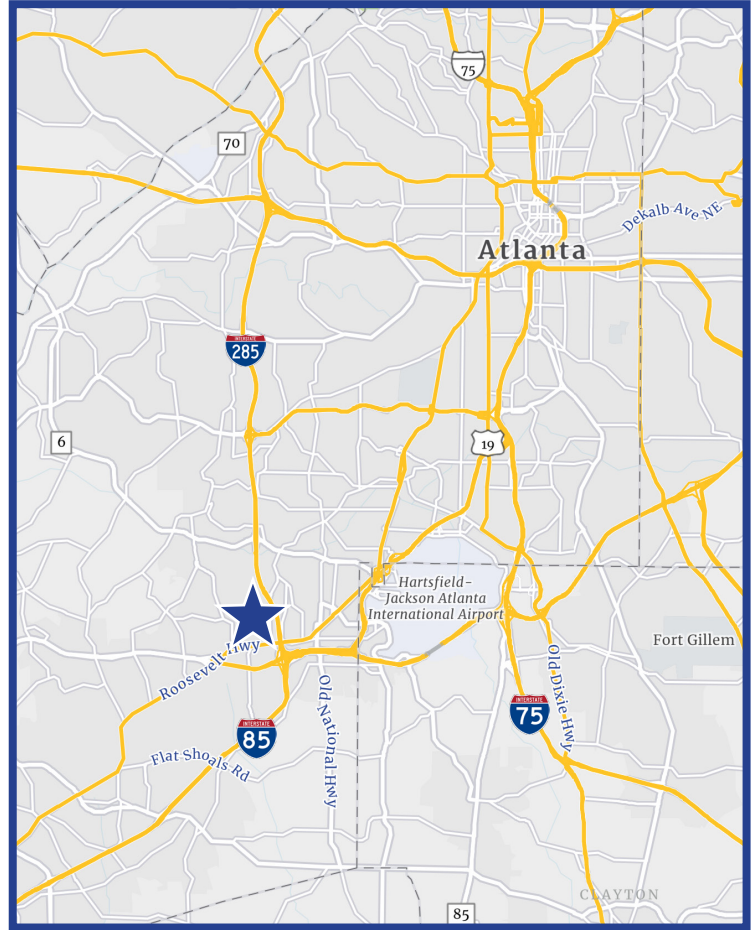 75
70
Dekalb Ave NE
Atlanta
INTERSTATE
285
6
19
Hartsfield-
Jackson Atlanta
International Airport
Fort Gillem
Roosevelt Hwy
Old National Hwy
Old Dixie Hwy
INTERSTATE
75
INTERSTATE
85
Flat Shoals Rd
CLAYTON
85